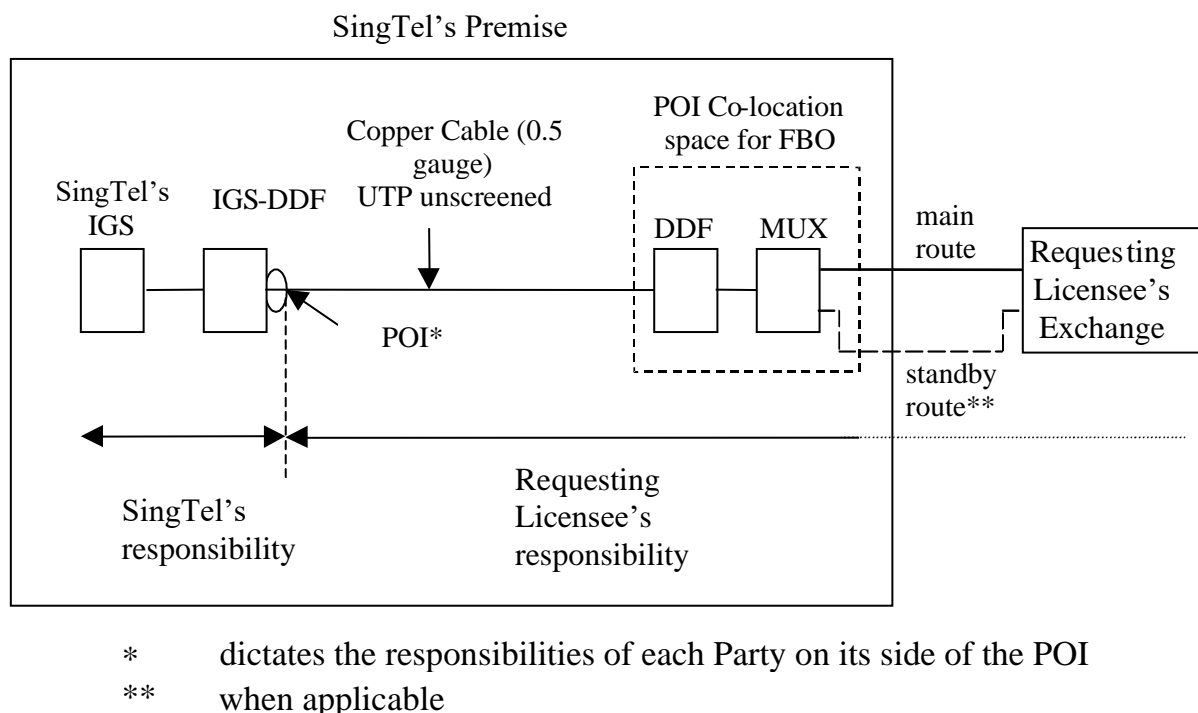 SingTel's Premise
POI Co-location
space for FBO
Copper Cable (0.5
gauge)
UTP unscreened
SingTel's
IGS
IGS-DDF
DDF
MUX
main
route
Requesting
Licensee's
Exchange
POI*
standby
route**
SingTel's
responsibility
Requesting
Licensee's
responsibility
* dictates the responsibilities of each Party on its side of the POI
** when applicable